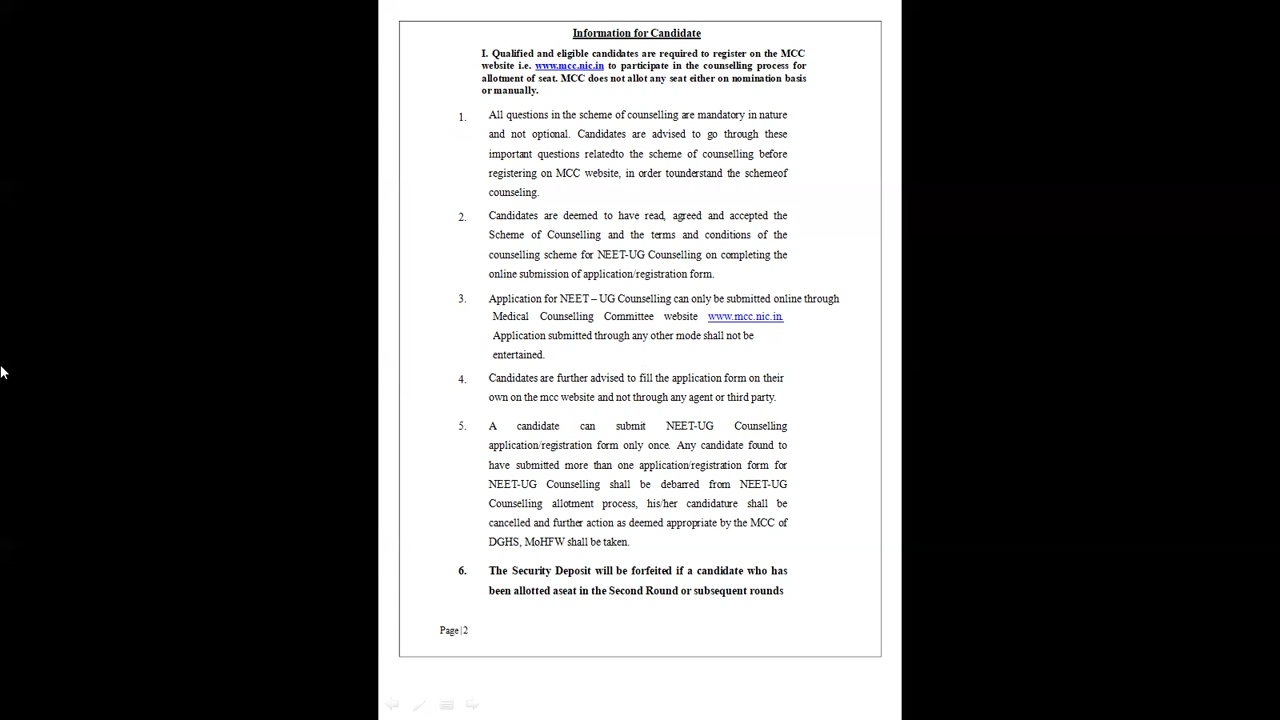 Information for Candidate
I. Qualified and eligible candidates are required to register on the MCC
website i.e. www.mcc.nic.in to participate in the counselling process for
allotment of seat. MCC does not allot any seat either on nomination basis
or manually.
1. All questions in the scheme of counselling are mandatory in nature
and not optional. Candidates are advised to go through these
important questions relatedto the scheme of counselling before
registering on MCC website, in order tounderstand the schemeof
counseling.
2. Candidates are deemed to have read, agreed and accepted the
Scheme of Counselling and the terms and conditions of the
counselling scheme for NEET-UG Counselling on completing the
online submission of application/registration form.
3. Application for NEET – UG Counselling can only be submitted online through
Medical Counselling Committee website www.mcc.nic.in.
Application submitted through any other mode shall not be
entertained.
4. Candidates are further advised to fill the application form on their
own on the mcc website and not through any agent or third party.
5. A candidate can submit NEET-UG Counselling
application/registration form only once. Any candidate found to
have submitted more than one application/registration form for
NEET-UG Counselling shall be debarred from NEET-UG
Counselling allotment process, his/her candidature shall be
cancelled and further action as deemed appropriate by the MCC of
DGHS, MoHFW shall be taken.
6. The Security Deposit will be forfeited if a candidate who has
been allotted aseat in the Second Round or subsequent rounds
Page|2